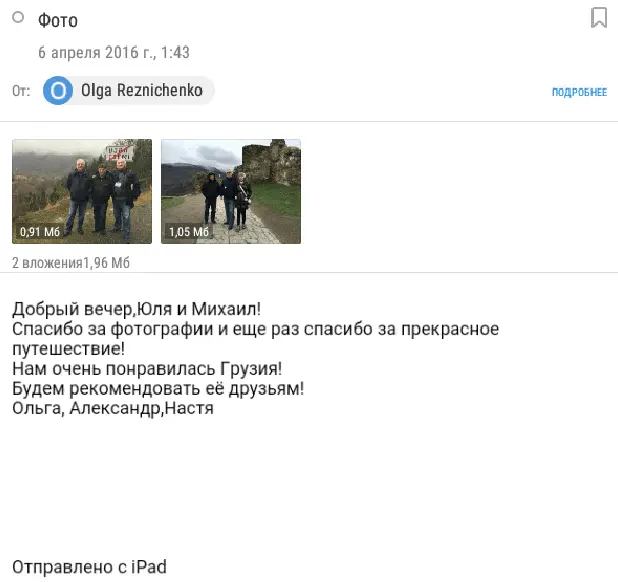 Фото
6 апреля 2016 г., 1:43
От: O Olga Reznichenko ПОДРОБНЕЕ
0,91 Мб 1,05 Мб
2 вложения1,96 Мб
Добрый вечер,Юля и Михаил!
Спасибо за фотографии и еще раз спасибо за прекрасное
путешествие!
Нам очень понравилась Грузия!
Будем рекомендовать её друзьям!
Ольга, Александр,Настя
Отправлено с iPad